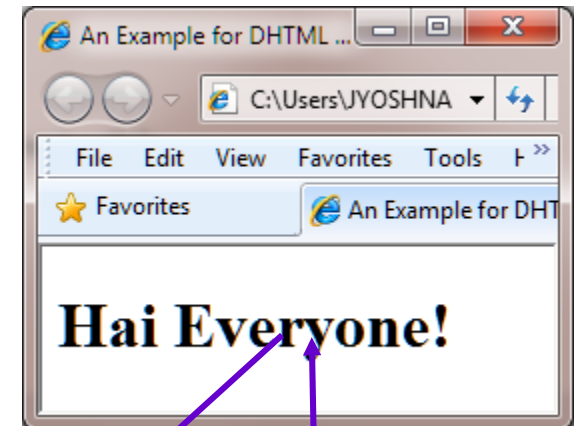 An Example for DHTML ...
C:\Users\JYOSHNA
File Edit View Favorites Tools
Favorites
An Example for DHT
Hai Everyone!